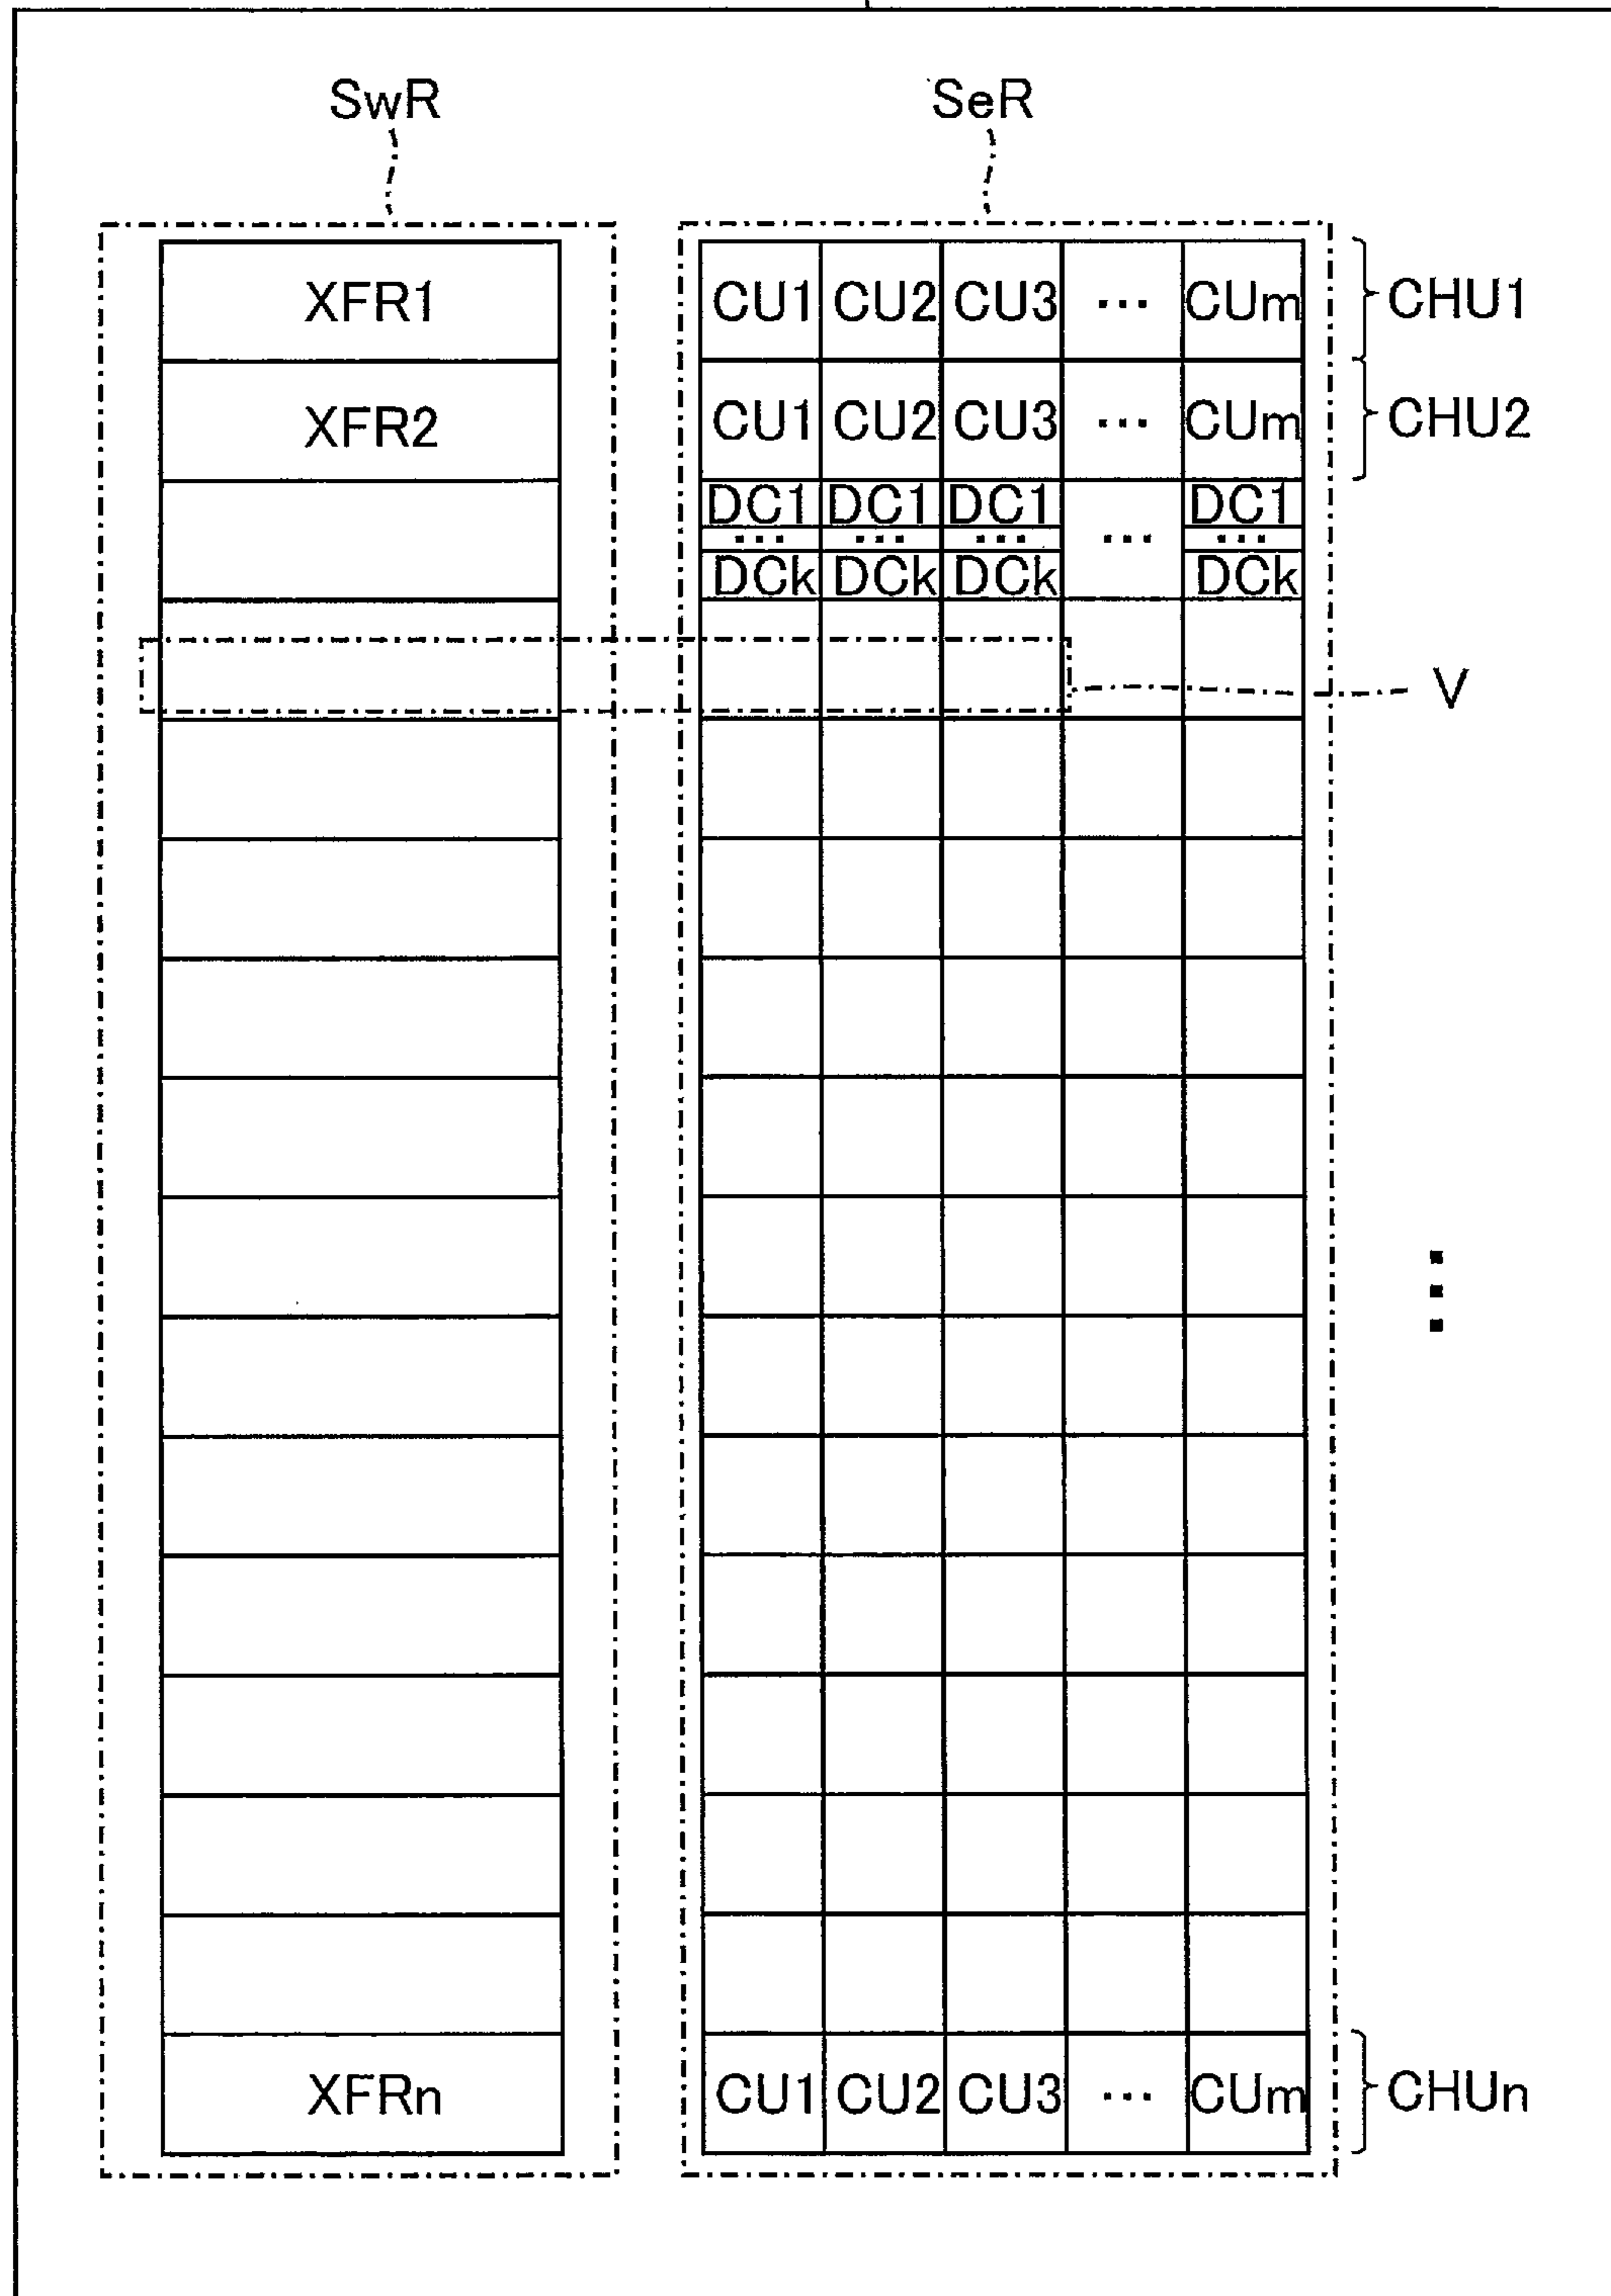 SwR SeR
XFR1 CU1 CU2 CU3 ... CUm CHU1
XFR2 CU1 CU2 CU3 ... CUm CHU2
DC1 DC1 DC1 DC1
... ... ... ... ...
DCk DCk DCk DCk
V
...
XFRn CU1 CU2 CU3 ... CUm CHUn